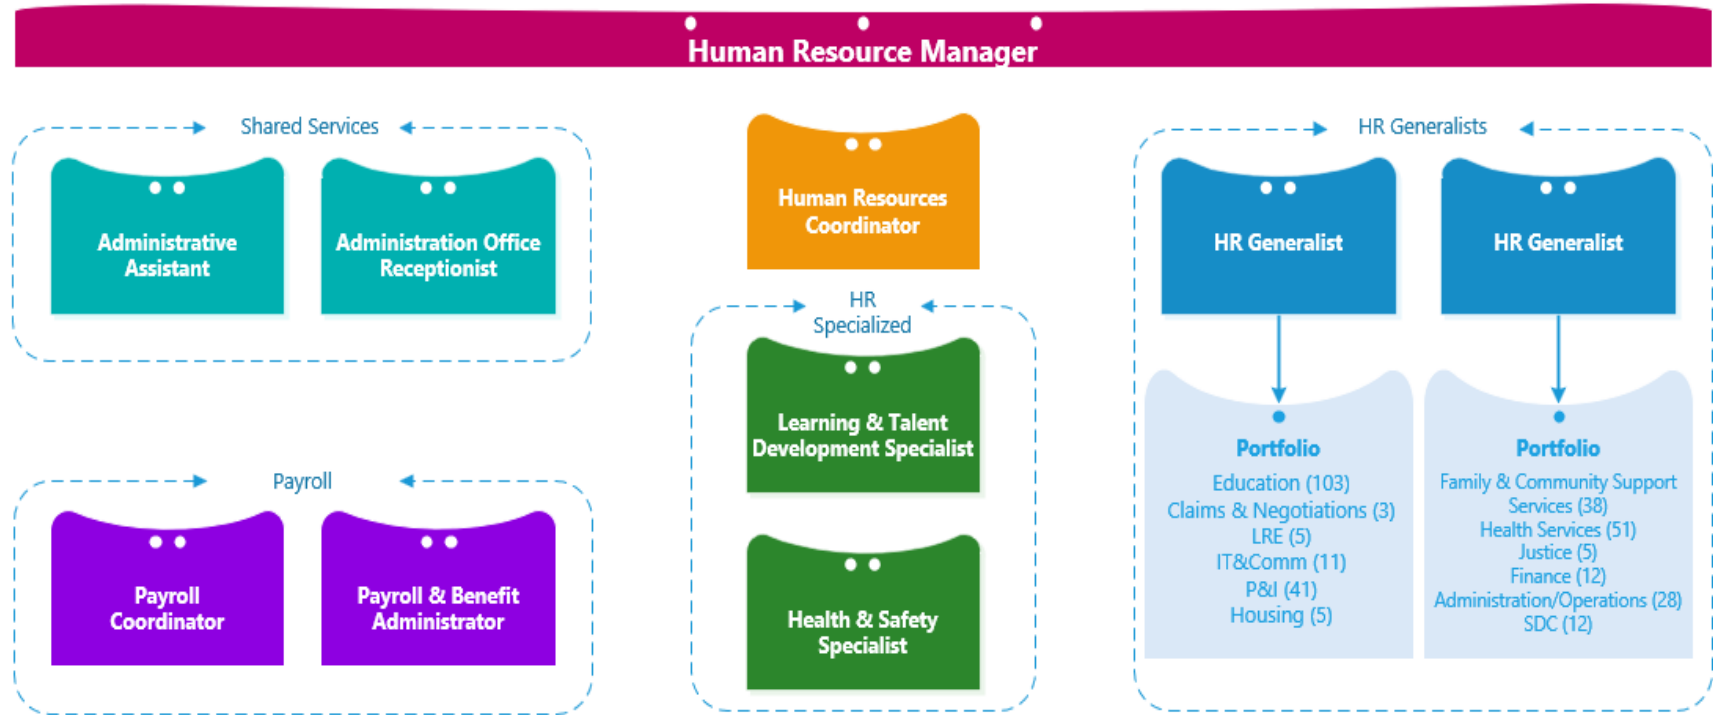 Human Resource Manager
Shared Services
Administrative
Assistant
Administration Office
Receptionist
Payroll
Payroll
Coordinator
Payroll & Benefit
Administrator
Human Resources
Coordinator
HR
Specialized
Learning & Talent
Development Specialist
Health & Safety
Specialist
HR Generalists
HR Generalist
Portfolio
Education (103)
Claims & Negotiations (3)
LRE (5)
IT&Comm (11)
P&I (41)
Housing (5)
HR Generalist
Portfolio
Family & Community Support
Services (38)
Health Services (51)
Justice (5)
Finance (12)
Administration/Operations (28)
SDC (12)